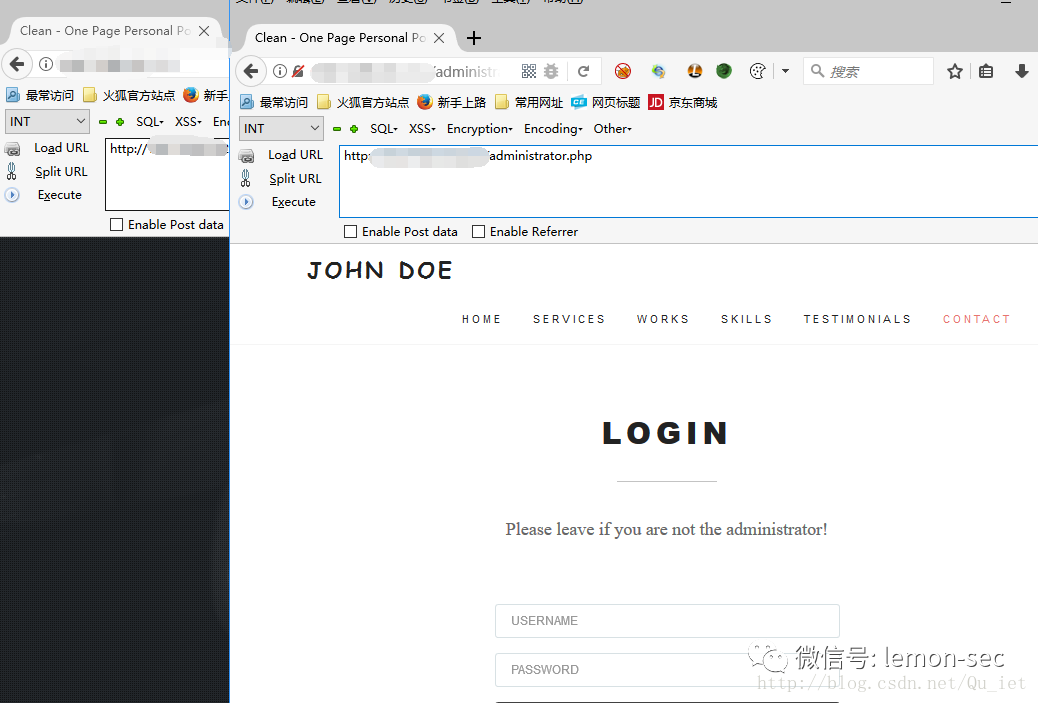 Clean - One Page Personal Po
最常访问 火狐官方站点 新手
INT SQL XSS En
Load URL http://
Split URL
Execute
Enable Post data
Clean - One Page Personal Po
/administr
搜索
最常访问 火狐官方站点 新手上路 常用网址 网页标题 JD 京东商城
INT SQL XSS Encryption Encoding Other
Load URL http: /administrator.php
Split URL
Execute
Enable Post data Enable Referrer
JOHN DOE
HOME SERVICES WORKS SKILLS TESTIMONIALS CONTACT
LOGIN
Please leave if you are not the administrator!
USERNAME
PASSWORD
微信号: lemon-sec
http://blog.csdn.net/Qu_iet